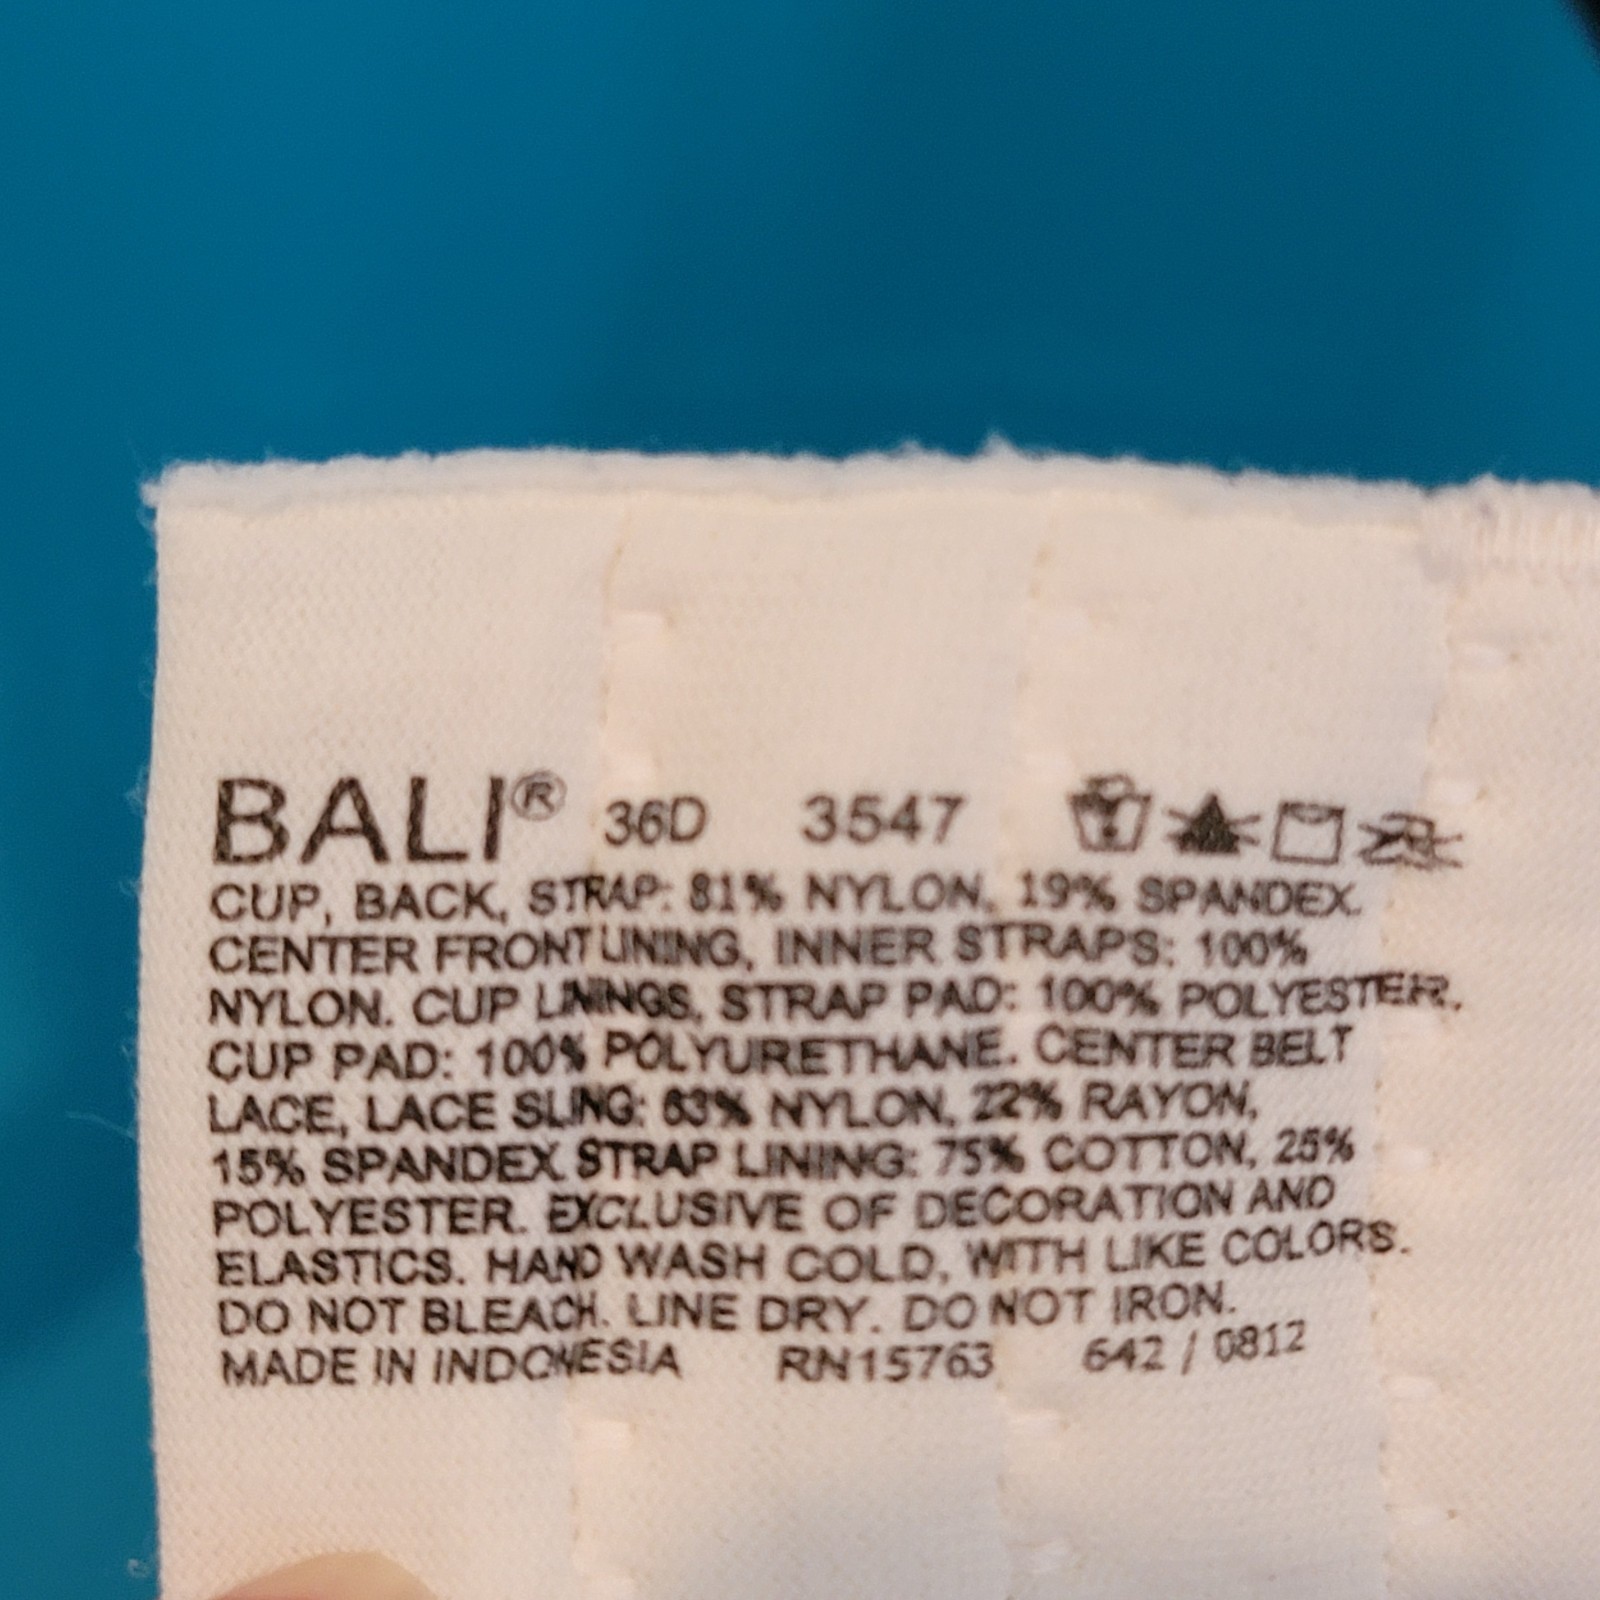 BALI® 36D 3547
CUP, BACK, STRAP: 81% NYLON, 19% SPANDEX.
CENTER FRONT LINING, INNER STRAPS: 100%
NYLON. CUP LININGS, STRAP PAD: 100% POLYESTER.
CUP PAD: 100% POLYURETHANE. CENTER BELT
LACE, LACE SLING: 63% NYLON, 22% RAYON,
15% SPANDEX STRAP LINING: 75% COTTON, 25%
POLYESTER. EXCLUSIVE OF DECORATION AND
ELASTICS. HAND WASH COLD, WITH LIKE COLORS.
DO NOT BLEACH. LINE DRY. DO NOT IRON.
MADE IN INDONESIA RN15763 642 / 0812